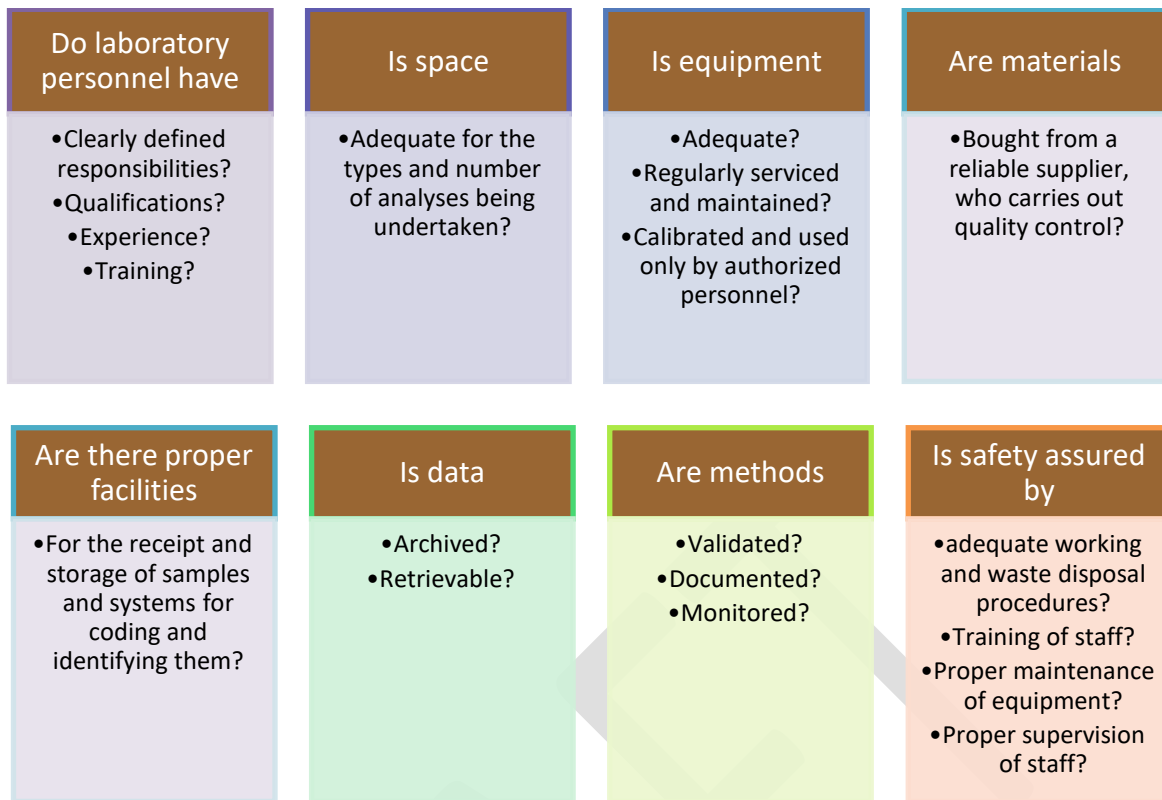 Do laboratory
personnel have
•Clearly defined
responsibilities?
•Qualifications?
•Experience?
•Training?
Is space
•Adequate for the
types and number
of analyses being
undertaken?
Is equipment
•Adequate?
•Regularly serviced
and maintained?
•Calibrated and used
only by authorized
personnel?
Are materials
•Bought from a
reliable supplier,
who carries out
quality control?
Are there proper
facilities
•For the receipt and
storage of samples
and systems for
coding and
identifying them?
Is data
•Archived?
•Retrievable?
Are methods
•Validated?
•Documented?
•Monitored?
Is safety assured
by
•adequate working
and waste disposal
procedures?
•Training of staff?
•Proper maintenance
of equipment?
•Proper supervision
of staff?